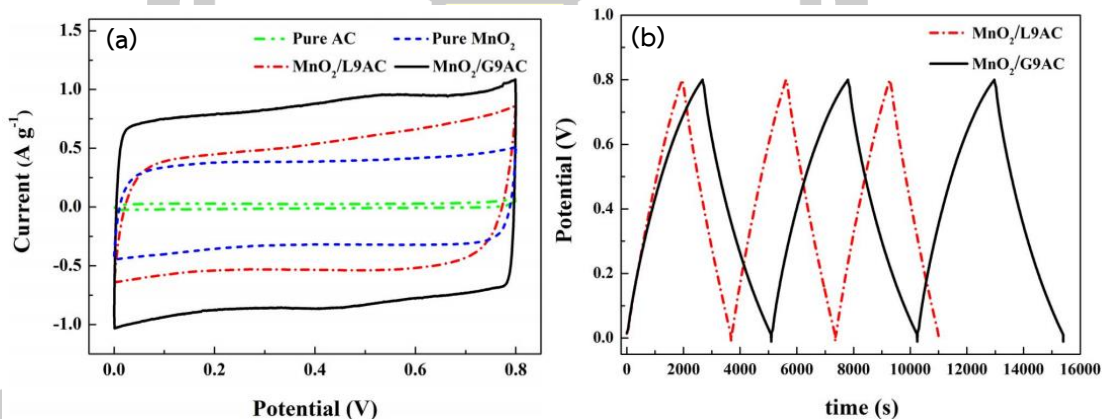 (a)
Pure AC
Pure MnO₂
MnO₂/L9AC
MnO₂/G9AC
1.5
1.0
0.5
0.0
-0.5
-1.0
Current (A g⁻¹)
0.0
0.2
0.4
0.6
0.8
Potential (V)
(b)
MnO₂/L9AC
MnO₂/G9AC
1.0
0.8
0.6
0.4
0.2
0.0
Potential (V)
0
2000
4000
6000
8000
10000
12000
14000
16000
time (s)